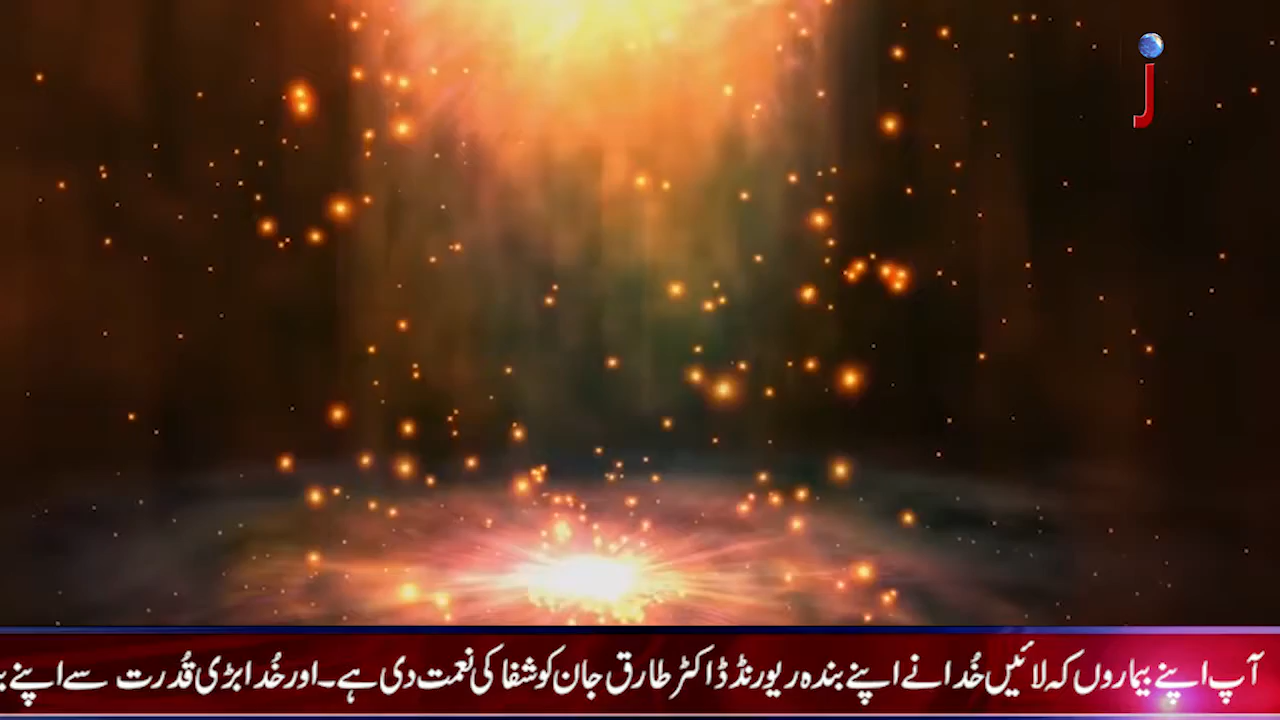 آپ اپنے بیماروں کہ لائیں خُدا نے اپنے بندہ ریورنڈ ڈاکٹر طارق جان کو شفا کی نعمت دی ہے۔ اور خُدا بڑی قُدرت سے اپنے
J